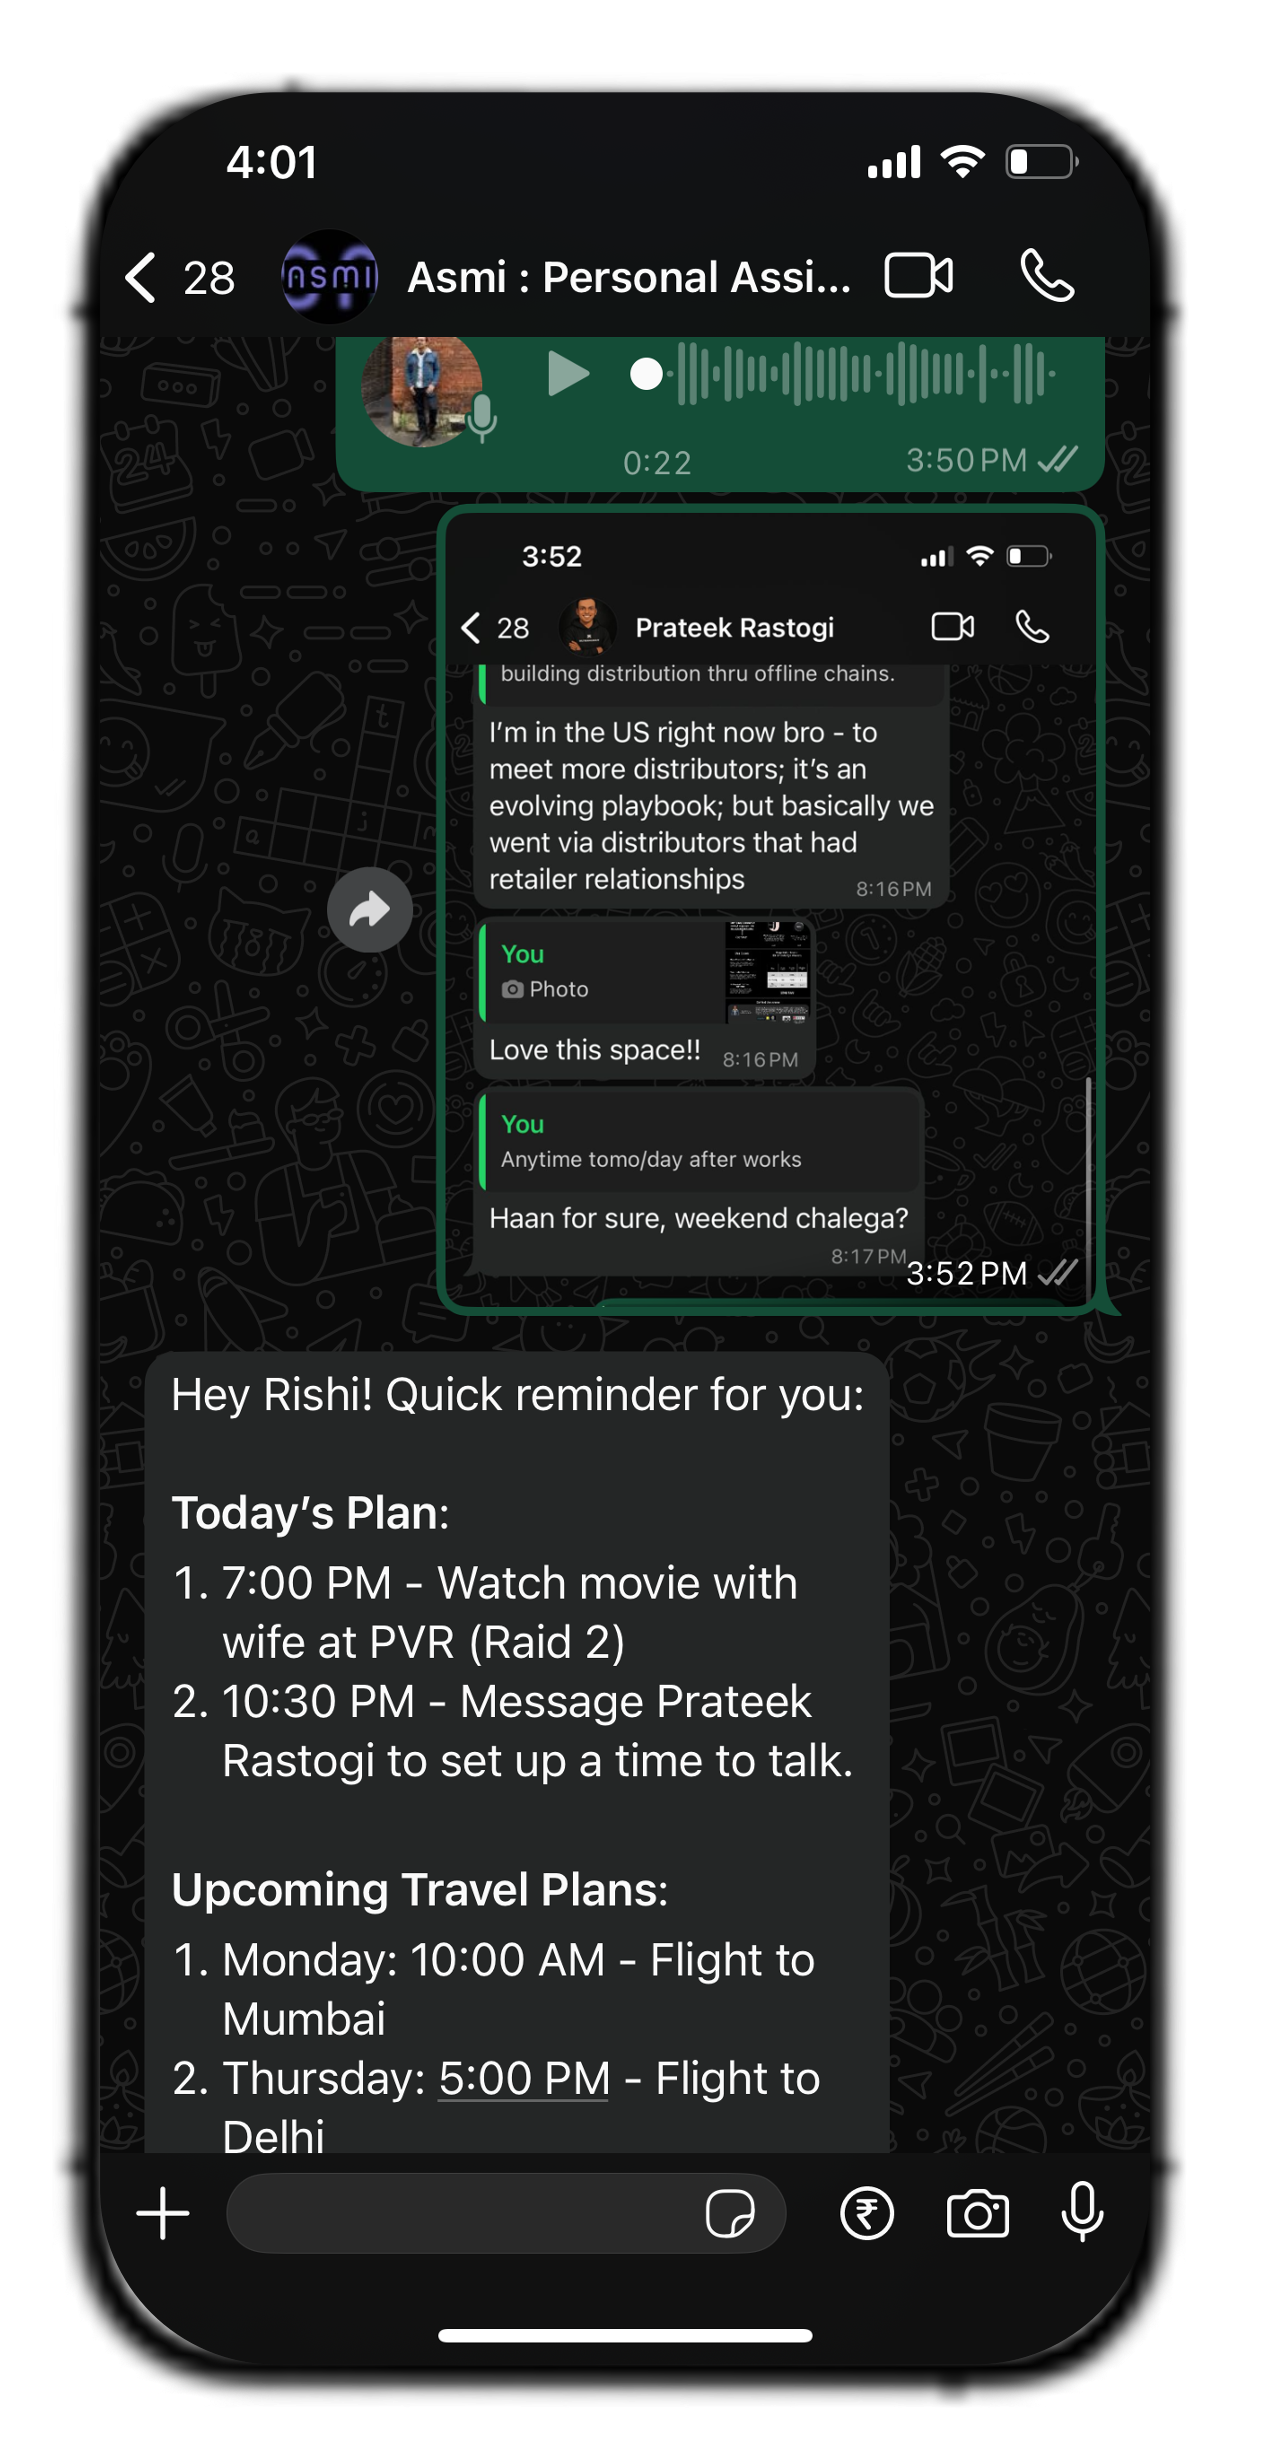 4:01
28
asmi
Asmi : Personal Assi...
0:22
3:50 PM
3:52
28
Prateek Rastogi
building distribution thru offline chains.
I'm in the US right now bro - to
meet more distributors; it's an
evolving playbook; but basically we
went via distributors that had
retailer relationships
8:16 PM
You
Photo
Love this space!!
8:16 PM
You
Anytime tomo/day after works
Haan for sure, weekend chalega?
8:17 PM
3:52 PM
Hey Rishi! Quick reminder for you:
Today's Plan:
1. 7:00 PM - Watch movie with
wife at PVR (Raid 2)
2. 10:30 PM - Message Prateek
Rastogi to set up a time to talk.
Upcoming Travel Plans:
1. Monday: 10:00 AM - Flight to
Mumbai
2. Thursday: 5:00 PM - Flight to
Delhi